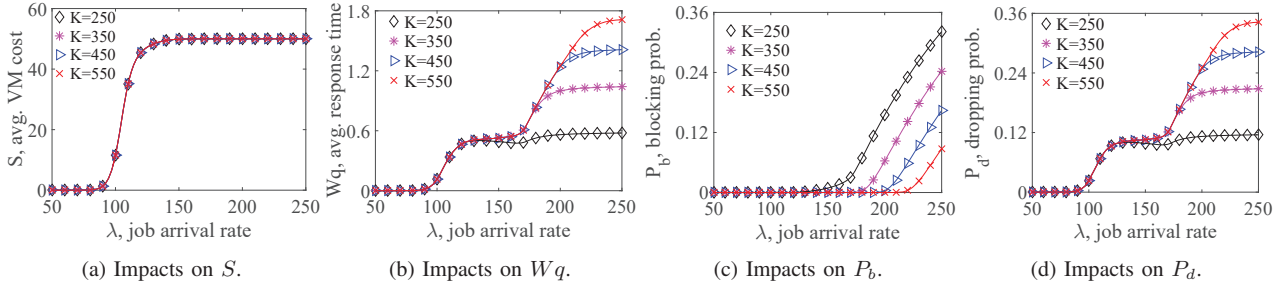 S, avg. VM cost
60
40
20
0
K=250
K=350
K=450
K=550
50 100 150 200 250
λ, job arrival rate
(a) Impacts on S.
Wq, avg. response time
1.8
1.2
0.6
0
K=250
K=350
K=450
K=550
50 100 150 200 250
λ, job arrival rate
(b) Impacts on Wq.
P_b, blocking prob.
0.36
0.24
0.12
0
K=250
K=350
K=450
K=550
50 100 150 200 250
λ, job arrival rate
(c) Impacts on P_b.
P_d, dropping prob.
0.36
0.24
0.12
0
K=250
K=350
K=450
K=550
50 100 150 200 250
λ, job arrival rate
(d) Impacts on P_d.